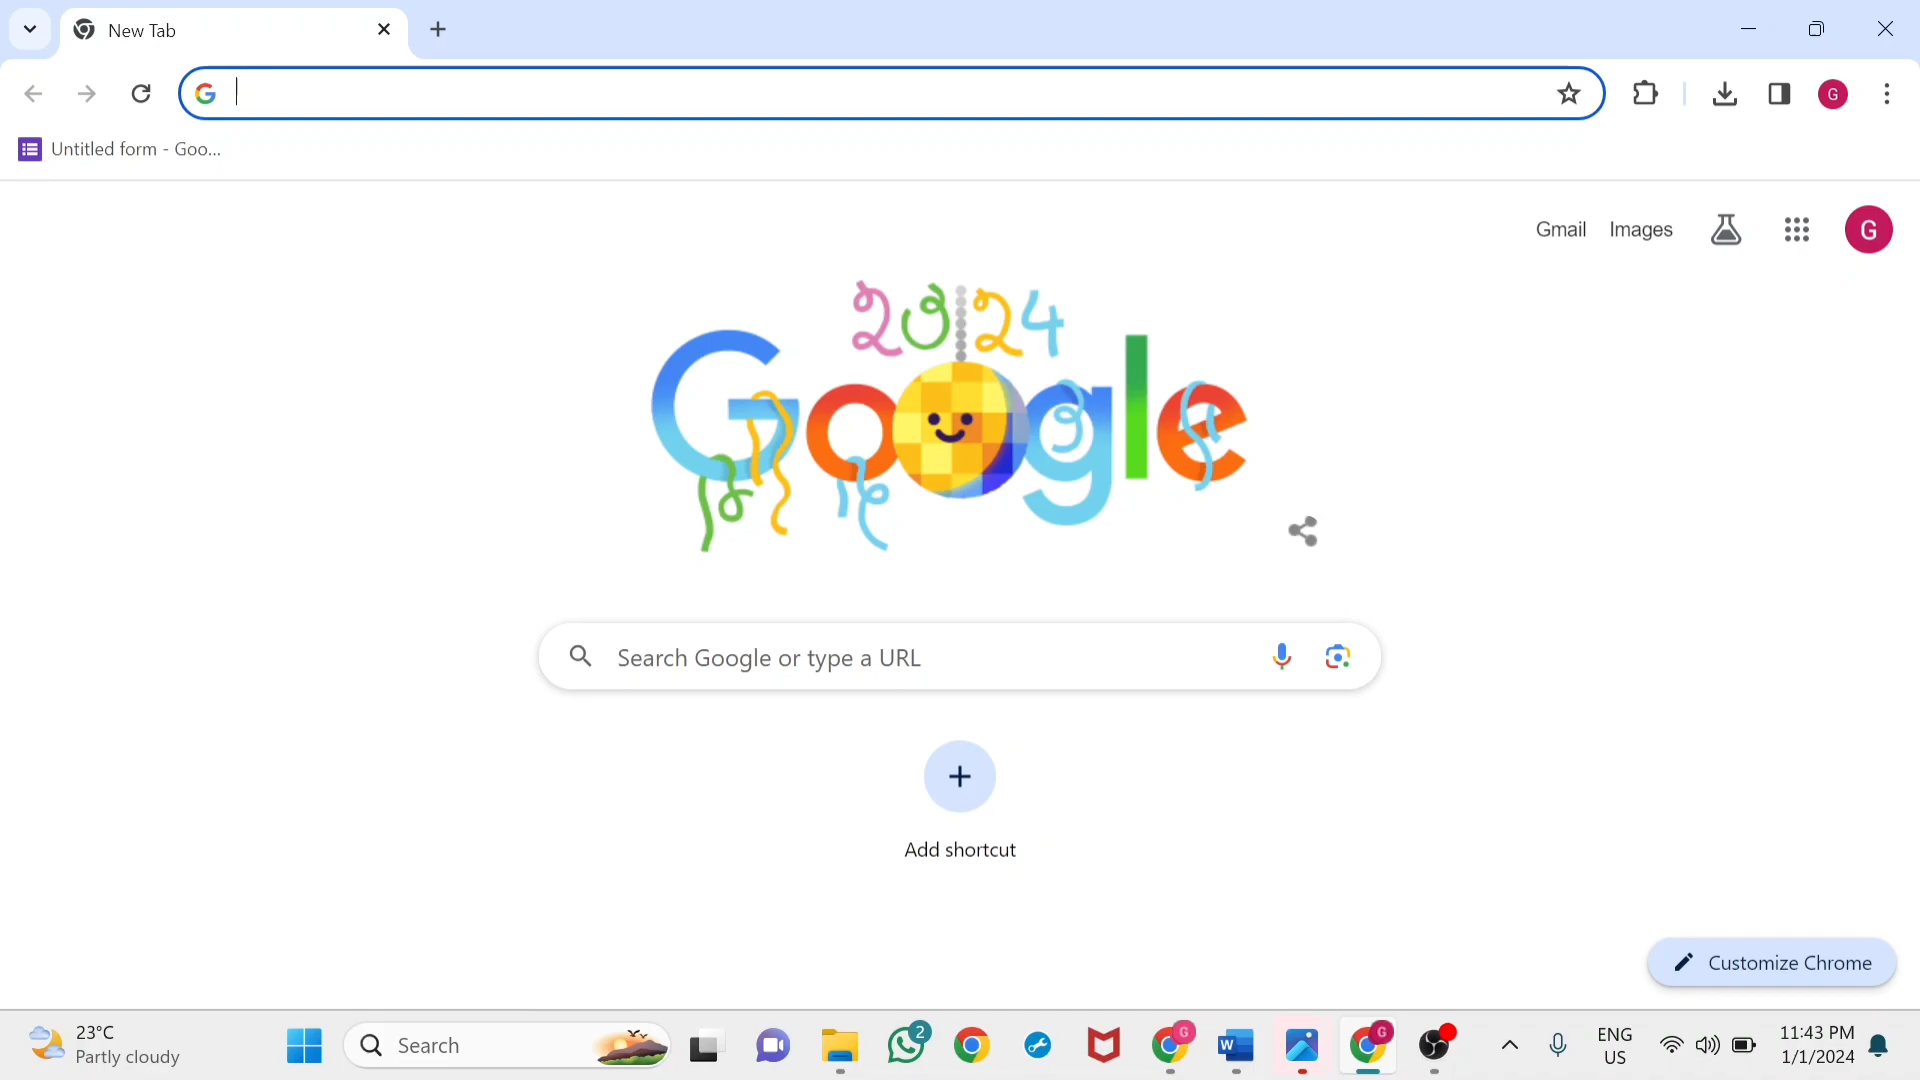 New Tab
Untitled form - Goo...
Gmail Images
G
2024
Google
Search Google or type a URL
Add shortcut
Customize Chrome
23°C
Partly cloudy
Search
2
G
W
G
ENG
US
11:43 PM
1/1/2024